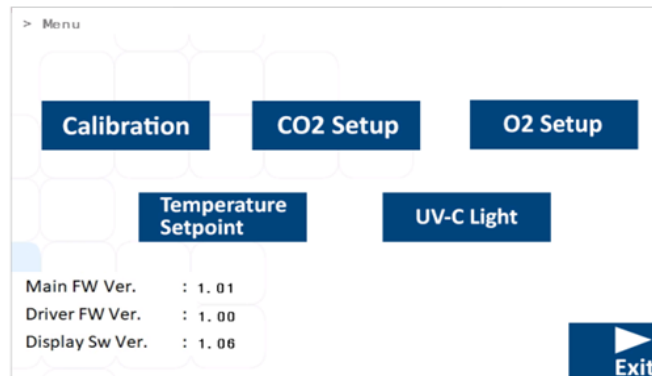 > Menu
Calibration
CO2 Setup
O2 Setup
Temperature
Setpoint
UV-C Light
Main FW Ver. : 1.01
Driver FW Ver. : 1.00
Display Sw Ver. : 1.06
Exit